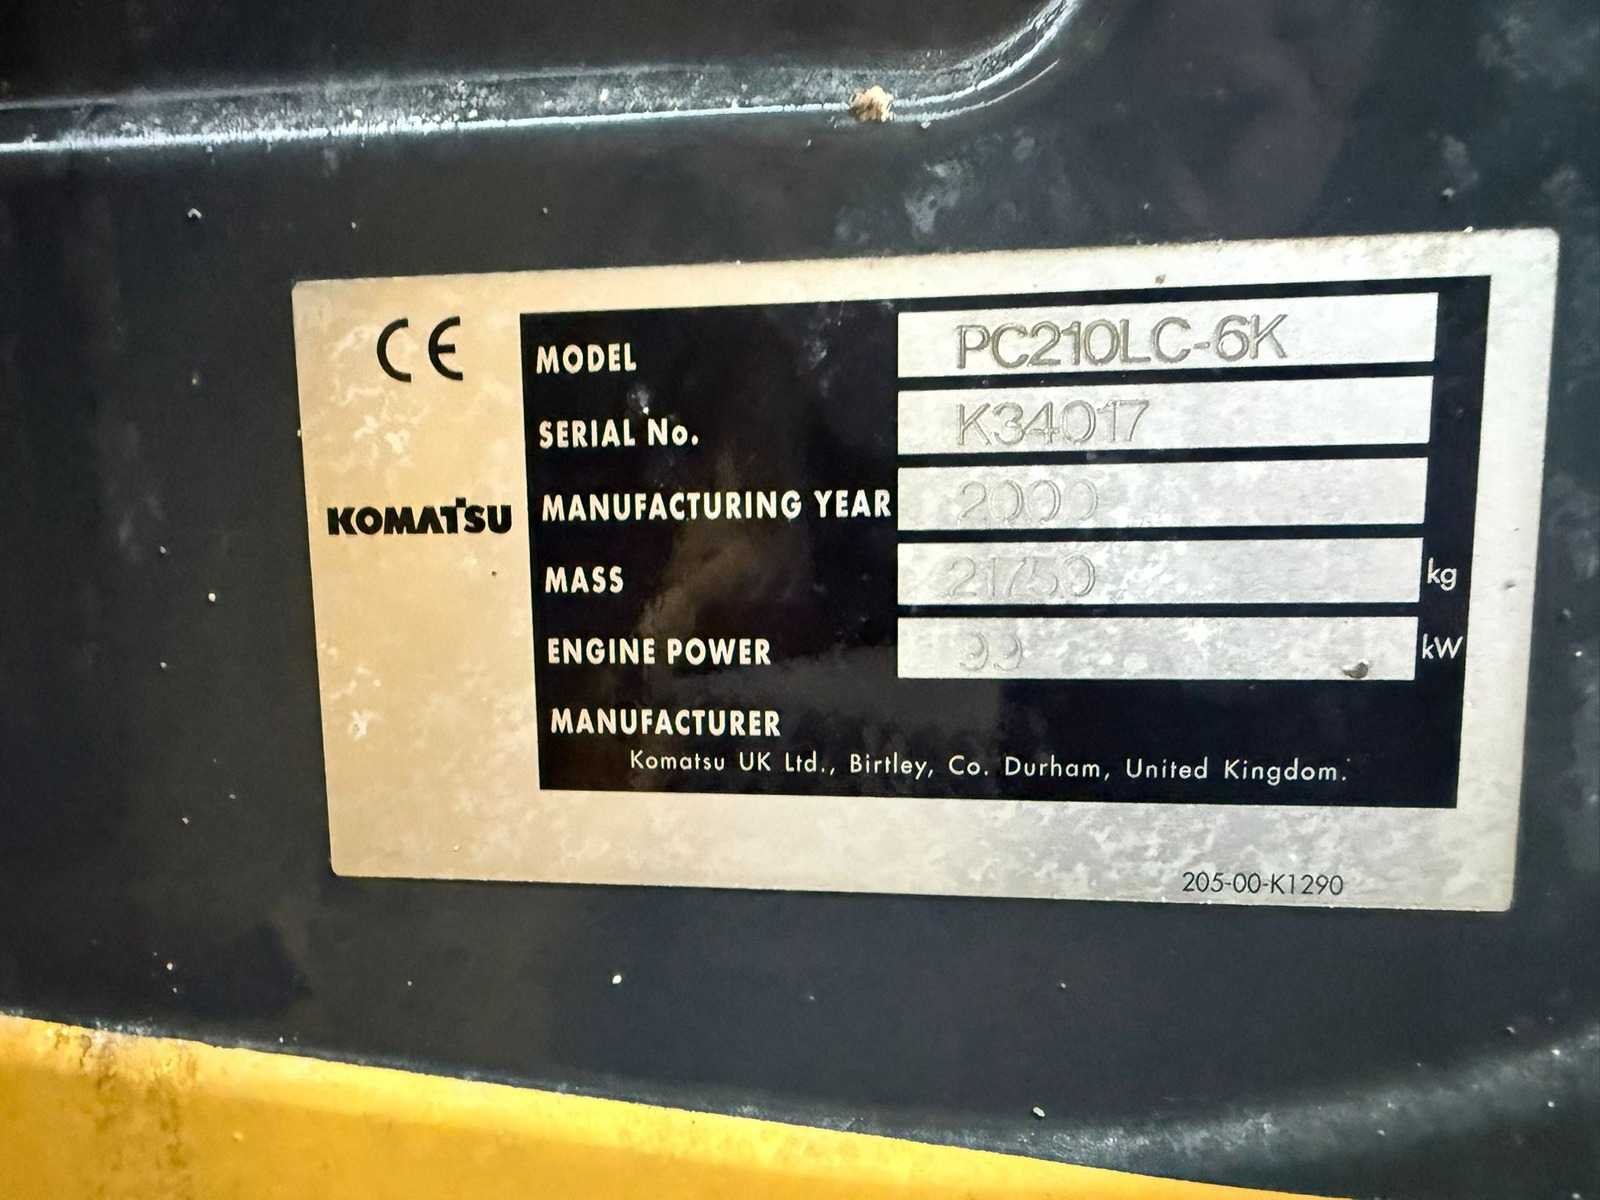 CE
KOMATSU
MODEL PC210LC-6K
SERIAL No. K34017
MANUFACTURING YEAR 2000
MASS 21750 kg
ENGINE POWER 99 kW
MANUFACTURER
Komatsu UK Ltd., Birtley, Co. Durham, United Kingdom.
205-00-K1290